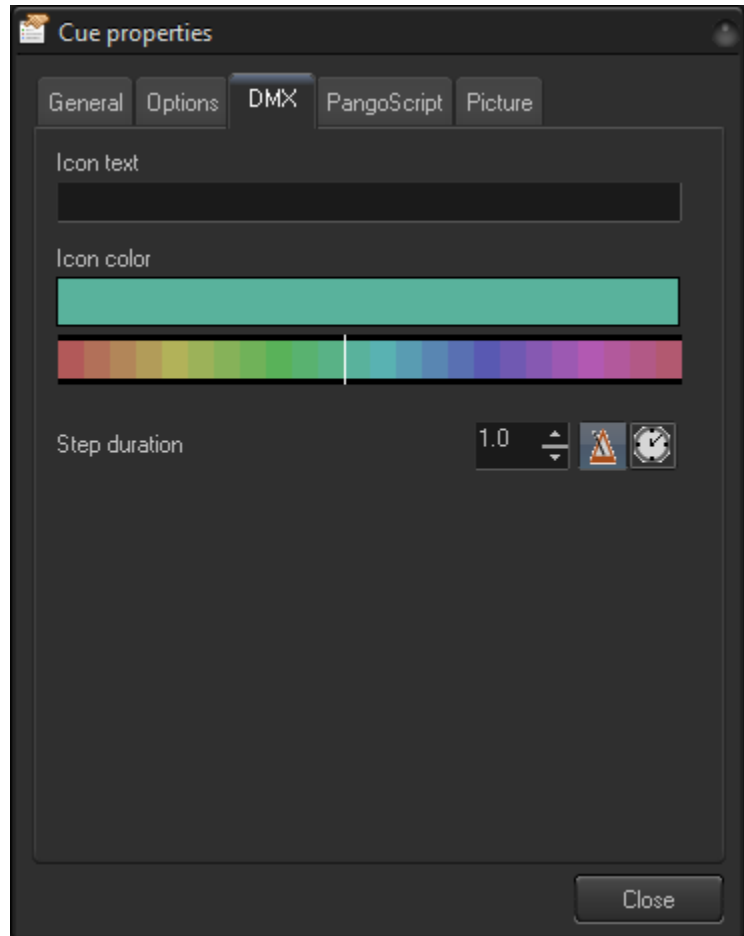 Cue properties
General Options DMX PangoScript Picture
Icon text
Icon color
Step duration 1.0
Close